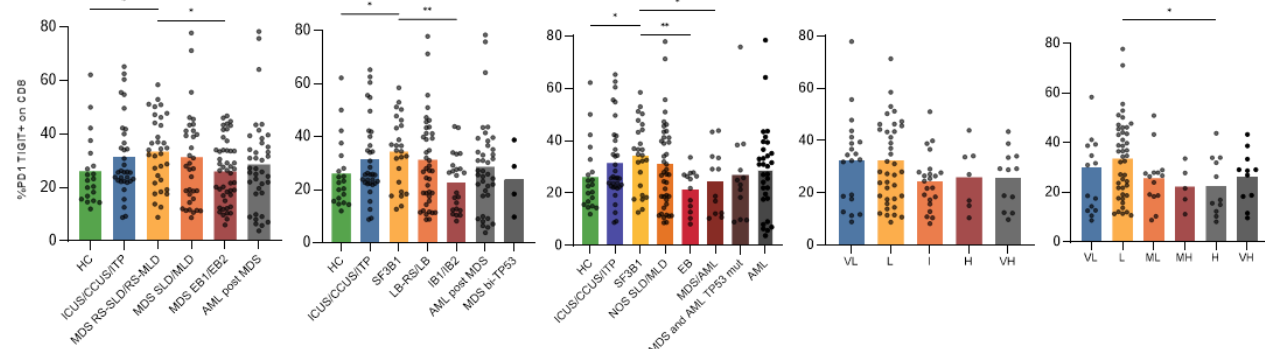 %PD1 TIGIT+ on CD8
80
60
40
20
0
*
HC
ICUS/CCUS/ITP
MDS RS-SLD/RS-MLD
MDS SLD/MLD
MDS EB1/EB2
AML post MDS
80
60
40
20
0
*
**
HC
ICUS/CCUS/ITP
SF3B1
LB-RS/LB
IB1/IB2
AML post MDS
MDS bi-TP53
80
60
40
20
0
*
*
**
HC
ICUS/CCUS/ITP
SF3B1
NOS SLD/MLD
EB
MDS/AML
MDS and AML TP53 mut
AML
80
60
40
20
0
VL
L
I
H
VH
80
60
40
20
0
*
VL
L
ML
MH
H
VH